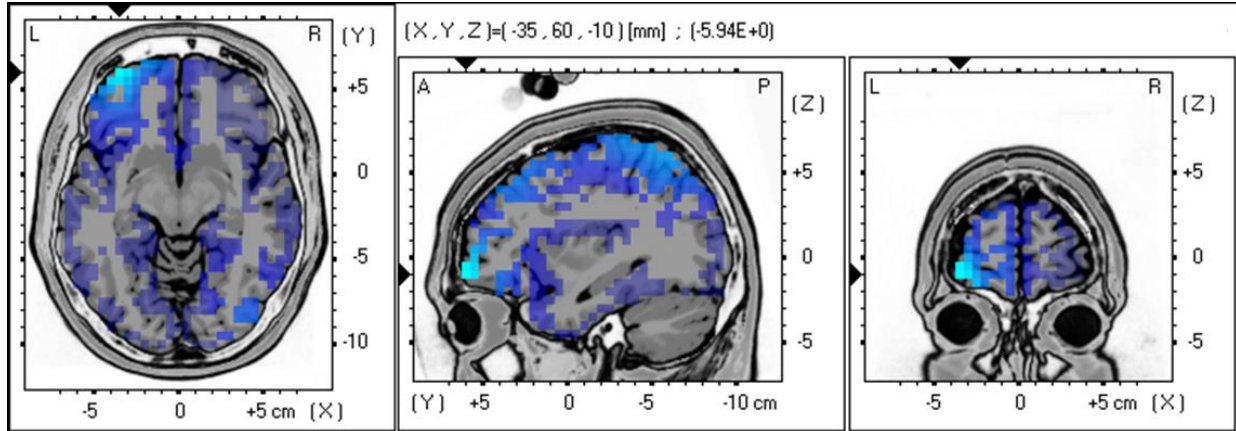 L R (Y)
+5
0
-5
-10
-5 0 +5 cm (X)
(X,Y,Z)=(-35,60,-10)[mm] ; (-5.94E+0)
A P
(Z)
+5
0
-5
(Y) +5 0 -5 -10 cm
L R
(Z)
+5
0
-5
-5 0 +5 cm (X)